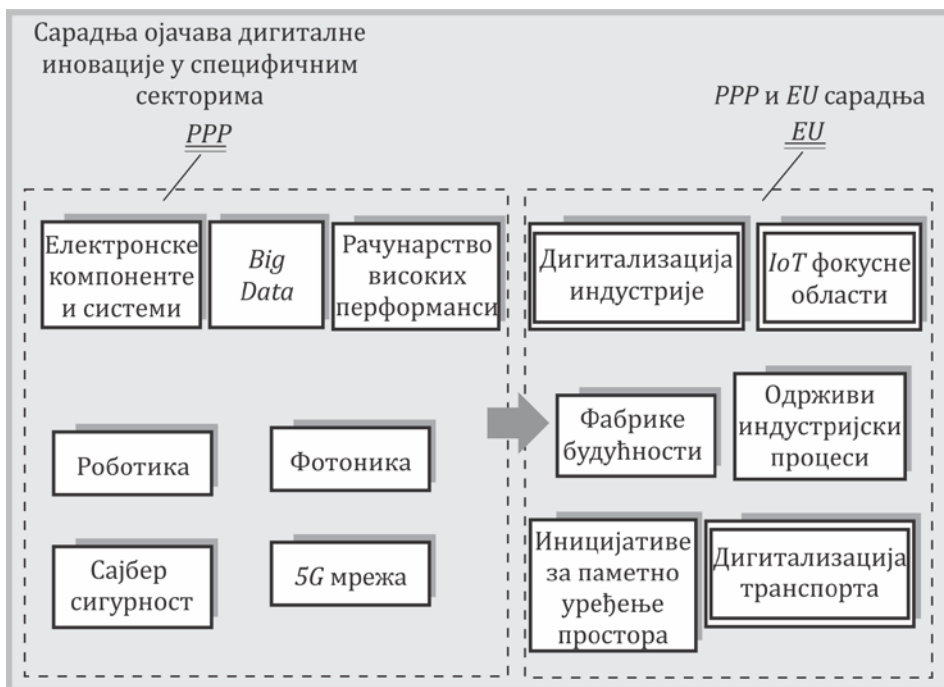 Сарадња ојачава дигиталне
иновације у специфичним
секторима
PPP
PPP и EU сарадња
EU
Електронске
компоненте
и системи
Big
Data
Рачунарство
високих
перформанси
Роботика
Фотоника
Сајбер
сигурност
5G мрежа
Дигитализација
индустрије
IoT фокусне
области
Фабрике
будућности
Одрживи
индустријски
процеси
Иницијативе
за паметно
уређење
простора
Дигитализација
транспорта